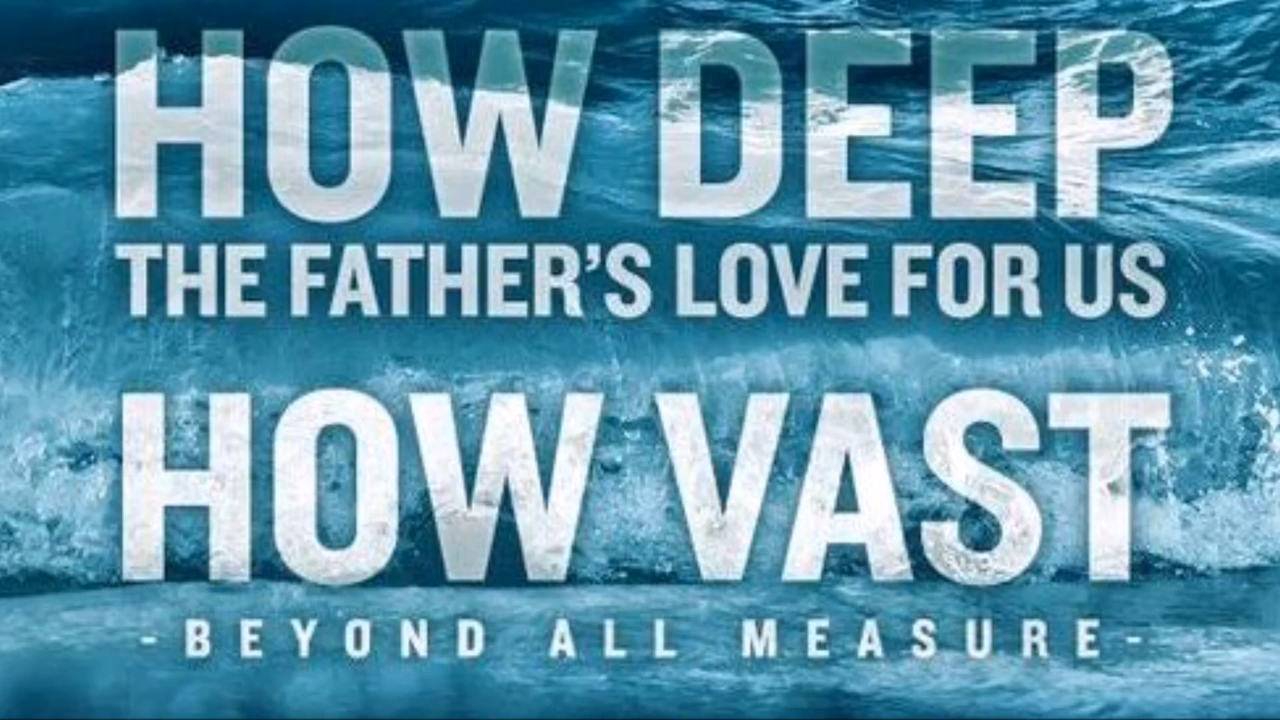 HOW DEEP
THE FATHER'S LOVE FOR US
HOW VAST
-BEYOND ALL MEASURE-